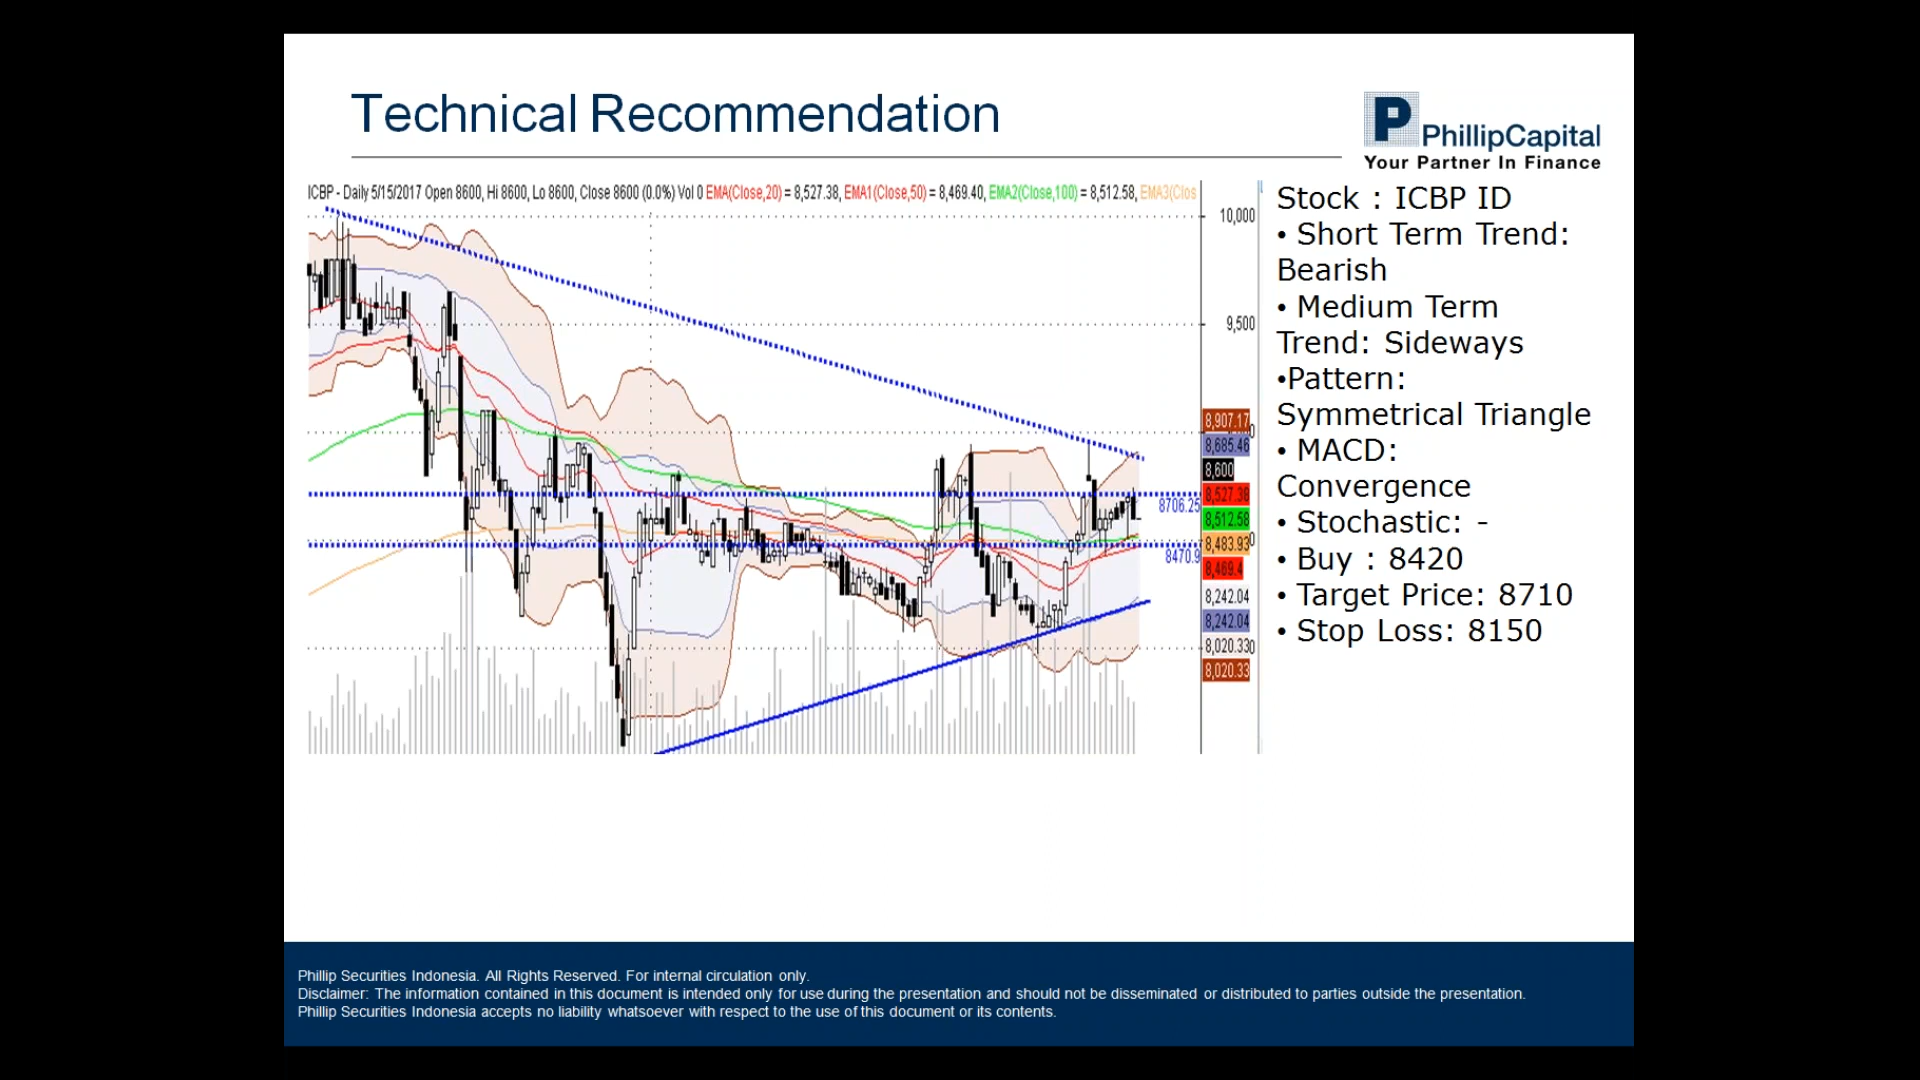 Technical Recommendation
P PhillipCapital
Your Partner In Finance
ICBP - Daily 5/15/2017 Open 8600, Hi 8600, Lo 8600, Close 8600 (0.0%) Vol 0 EMA(Close,20) = 8,527.38, EMA1(Close,50) = 8,469.40, EMA2(Close,100) = 8,512.58, EMA3(Clos
10,000
9,500
8,907.17
8,685.46
8,600
8,527.38
8706.25
8,512.58
8,483.93
8470.9
8,469.4
8,242.04
8,242.04
8,020.33
8,020.33
Stock : ICBP ID
• Short Term Trend:
Bearish
• Medium Term
Trend: Sideways
•Pattern:
Symmetrical Triangle
• MACD:
Convergence
• Stochastic: -
• Buy : 8420
• Target Price: 8710
• Stop Loss: 8150
Phillip Securities Indonesia. All Rights Reserved. For internal circulation only.
Disclaimer: The information contained in this document is intended only for use during the presentation and should not be disseminated or distributed to parties outside the presentation.
Phillip Securities Indonesia accepts no liability whatsoever with respect to the use of this document or its contents.